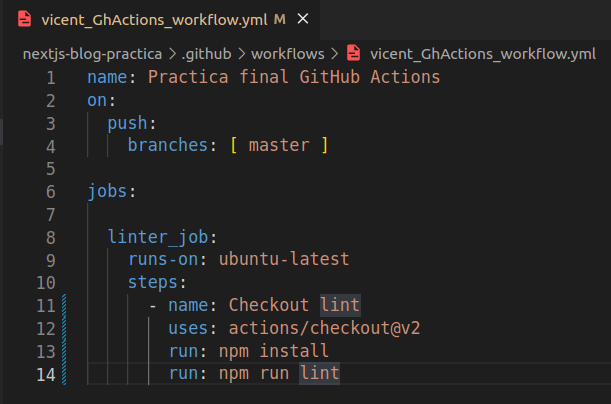 vicent_GhActions_workflow.yml M ×
nextjs-blog-practica > .github > workflows > vicent_GhActions_workflow.yml
1 name: Practica final GitHub Actions
2 on:
3 push:
4 branches: [ master ]
5
6 jobs:
7
8 linter_job:
9 runs-on: ubuntu-latest
10 steps:
11 - name: Checkout lint
12 uses: actions/checkout@v2
13 run: npm install
14 run: npm run lint